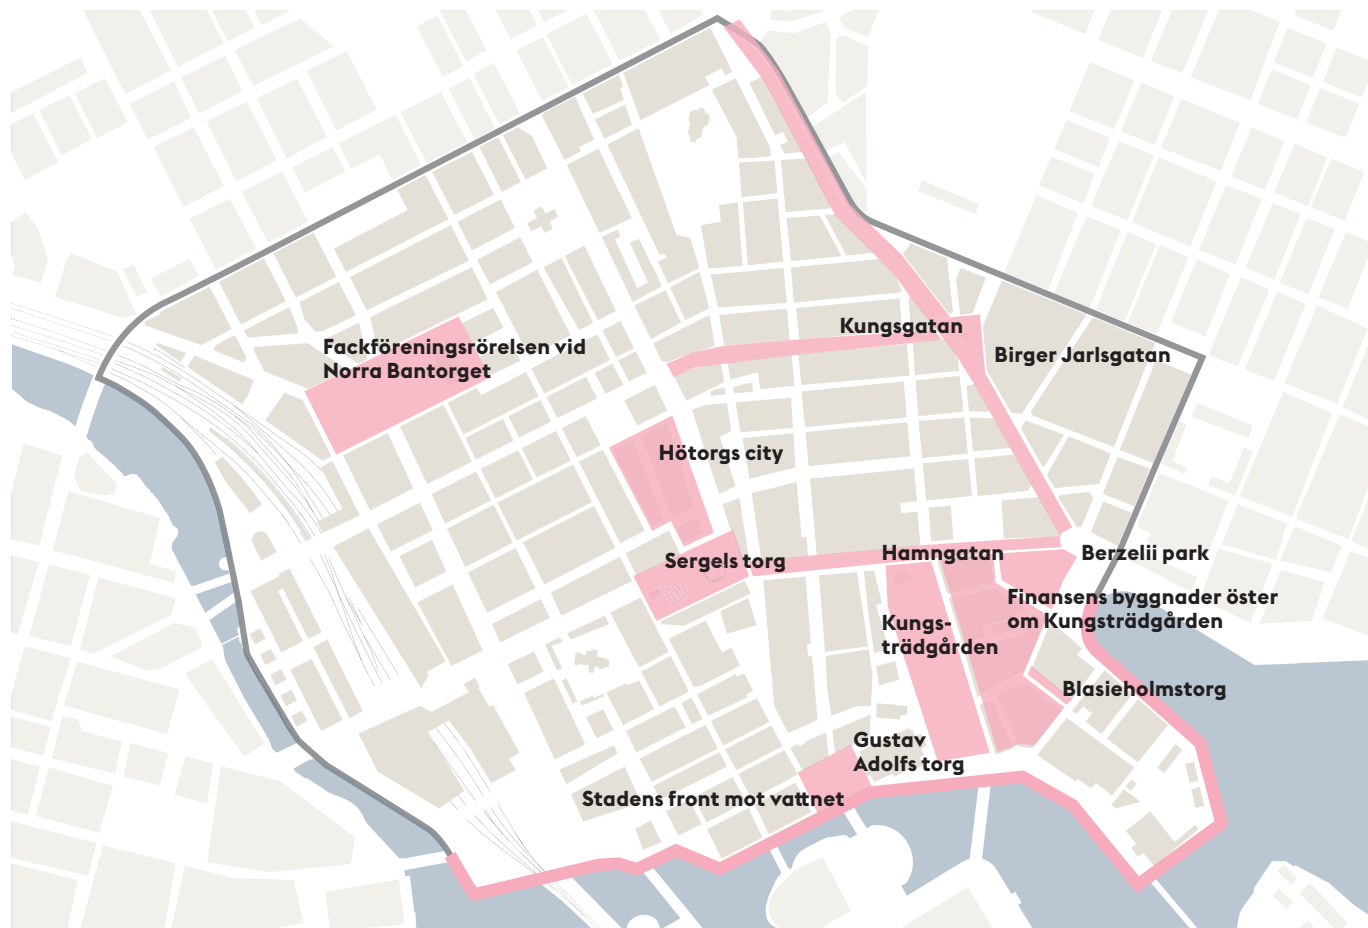 Kungsgatan
Fackföreningsrörelsen vid
Norra Bantorget
Birger Jarlsgatan
Hötorgs city
Sergels torg
Hamngatan
Berzelii park
Finansens byggnader öster
om Kungsträdgården
Kungs-
trädgården
Blasieholmstorg
Gustav
Adolfs torg
Stadens front mot vattnet